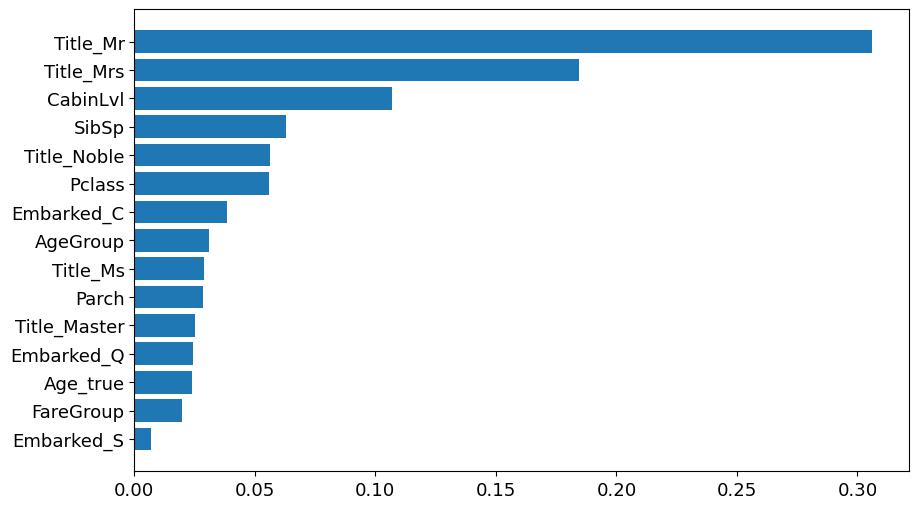 Title_Mr
Title_Mrs
CabinLvl
SibSp
Title_Noble
Pclass
Embarked_C
AgeGroup
Title_Ms
Parch
Title_Master
Embarked_Q
Age_true
FareGroup
Embarked_S
0.00 0.05 0.10 0.15 0.20 0.25 0.30